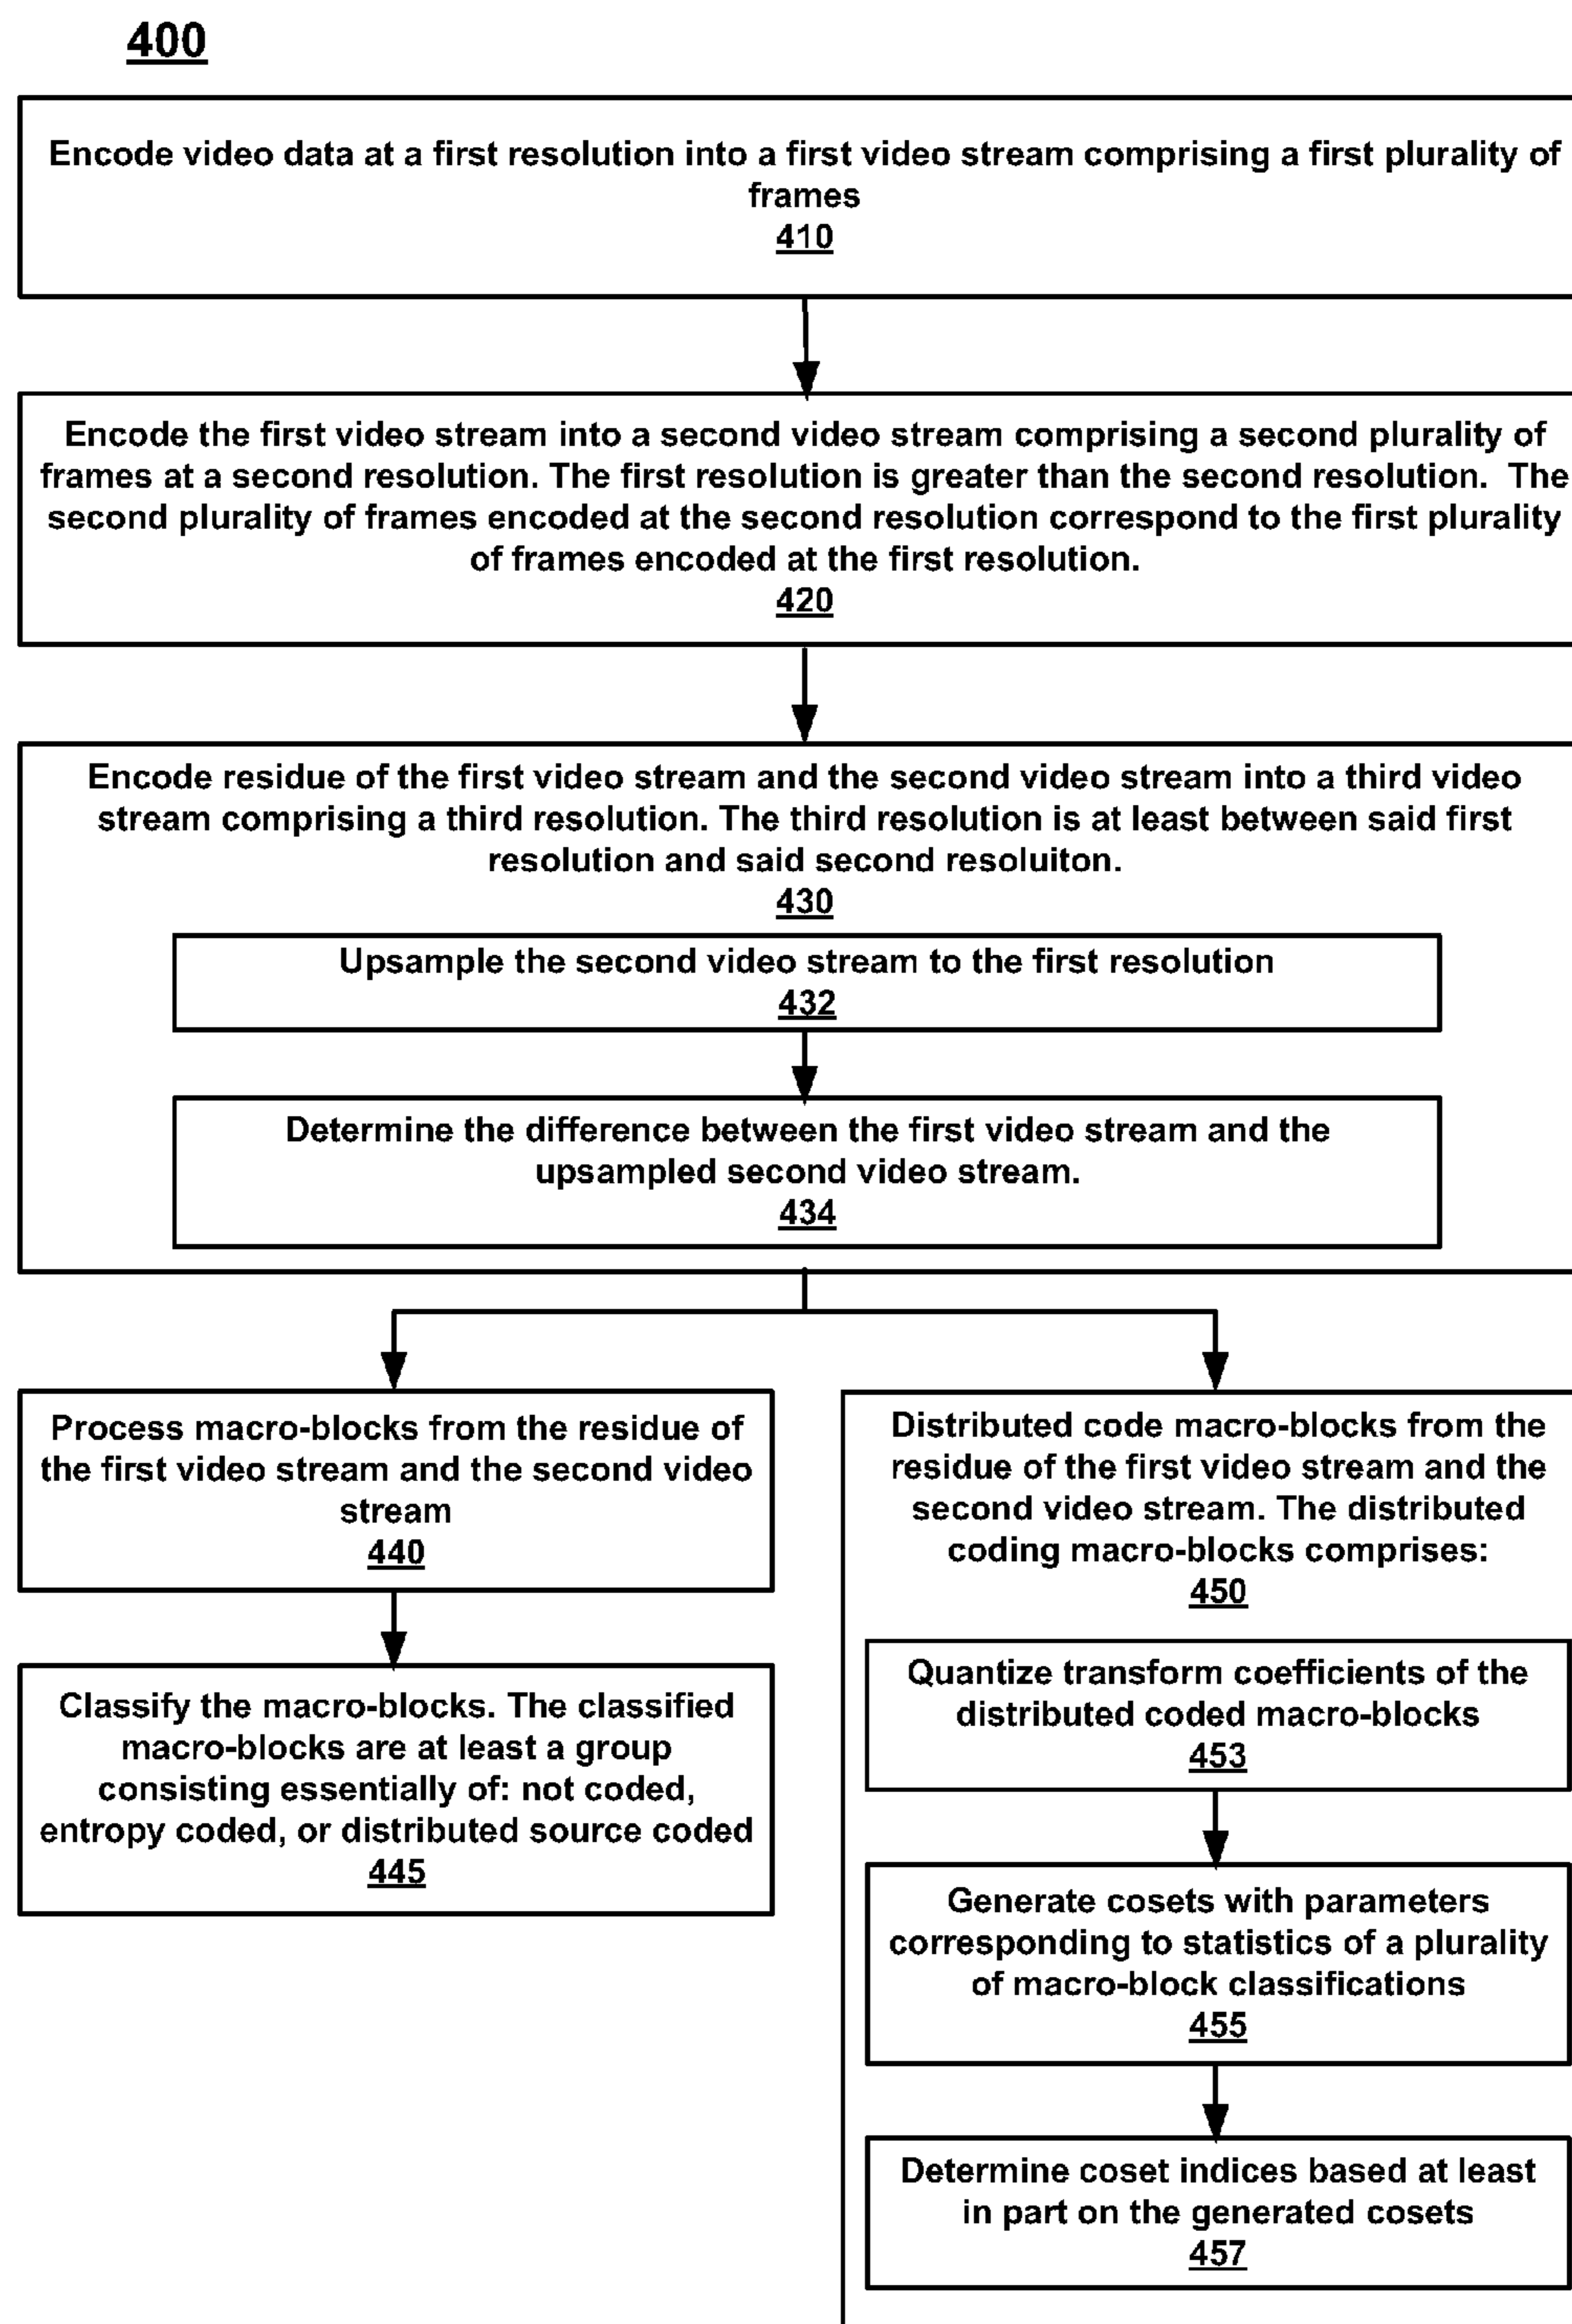 400
Encode video data at a first resolution into a first video stream comprising a first plurality of
frames
410
Encode the first video stream into a second video stream comprising a second plurality of
frames at a second resolution. The first resolution is greater than the second resolution. The
second plurality of frames encoded at the second resolution correspond to the first plurality
of frames encoded at the first resolution.
420
Encode residue of the first video stream and the second video stream into a third video
stream comprising a third resolution. The third resolution is at least between said first
resolution and said second resoluiton.
430
Upsample the second video stream to the first resolution
432
Determine the difference between the first video stream and the
upsampled second video stream.
434
Process macro-blocks from the residue of
the first video stream and the second video
stream
440
Classify the macro-blocks. The classified
macro-blocks are at least a group
consisting essentially of: not coded,
entropy coded, or distributed source coded
445
Distributed code macro-blocks from the
residue of the first video stream and the
second video stream. The distributed
coding macro-blocks comprises:
450
Quantize transform coefficients of the
distributed coded macro-blocks
453
Generate cosets with parameters
corresponding to statistics of a plurality
of macro-block classifications
455
Determine coset indices based at least
in part on the generated cosets
457